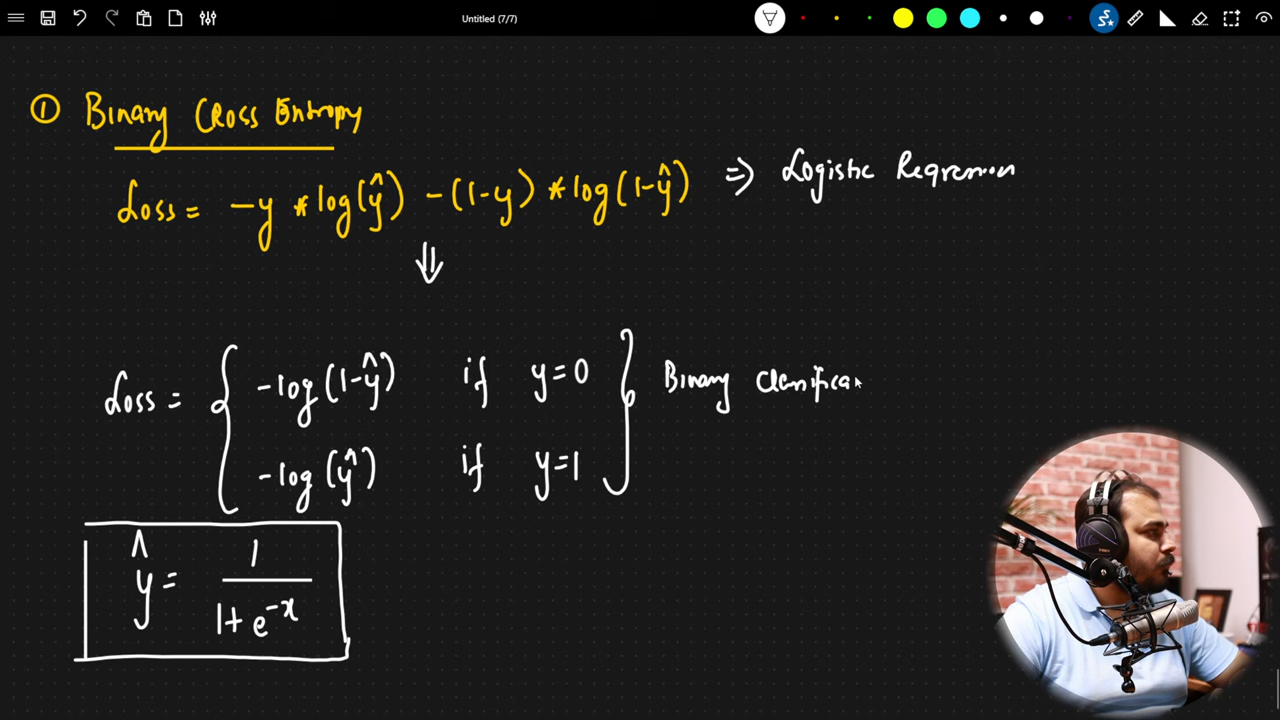 Untitled (7/7)
① Binary Cross Entropy
Loss = -y * log(ŷ) - (1-y) * log(1-ŷ) => Logistic Regression
⇓
Loss = { -log(1-ŷ) if y=0 } Binary Classifica
-log(ŷ) if y=1
ŷ = 1 / (1 + e^-x)